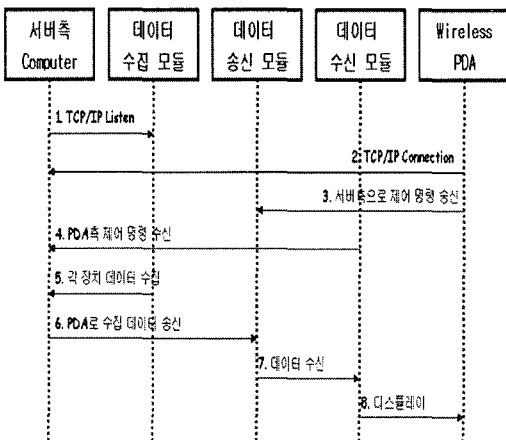 서버측
Computer
데이터
수집 모듈
데이터
송신 모듈
데이터
수신 모듈
Wireless
PDA
1. TCP/IP Listen
2. TCP/IP Connection
3. 서버측으로 제어 명령 송신
4. PDA측 제어 명령 수신
5. 각 장치 데이터 수집
6. PDA로 수집 데이터 송신
7. 데이터 수신
8. 디스플레이